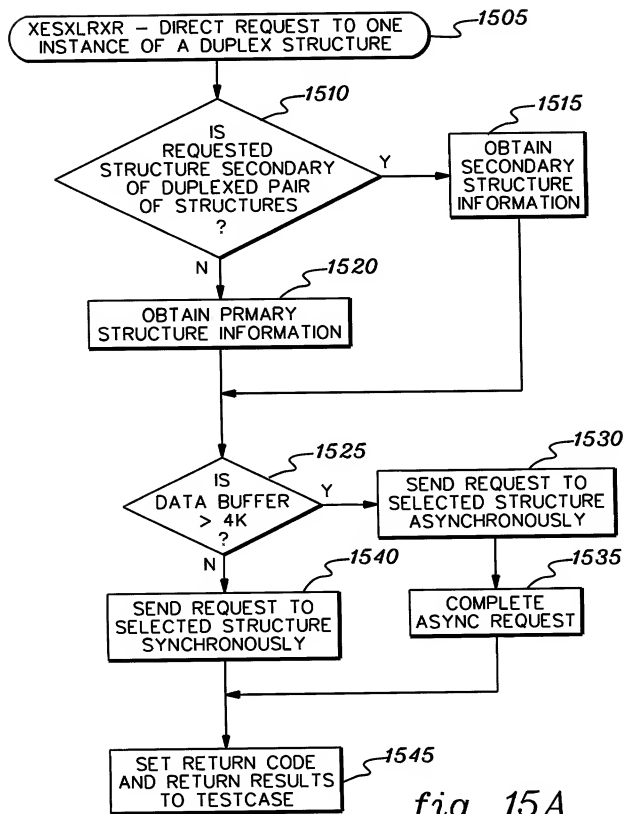 XESXLRXR – DIRECT REQUEST TO ONE
INSTANCE OF A DUPLEX STRUCTURE
1505
1510
IS
REQUESTED
STRUCTURE SECONDARY
OF DUPLEXED PAIR
OF STRUCTURES
?
Y
N
1515
OBTAIN
SECONDARY
STRUCTURE
INFORMATION
1520
OBTAIN PRMARY
STRUCTURE INFORMATION
1525
IS
DATA BUFFER
> 4K
?
Y
N
1530
SEND REQUEST TO
SELECTED STRUCTURE
ASYNCHRONOUSLY
1535
COMPLETE
ASYNC REQUEST
1540
SEND REQUEST TO
SELECTED STRUCTURE
SYNCHRONOUSLY
1545
SET RETURN CODE
AND RETURN RESULTS
TO TESTCASE
fig. 15A